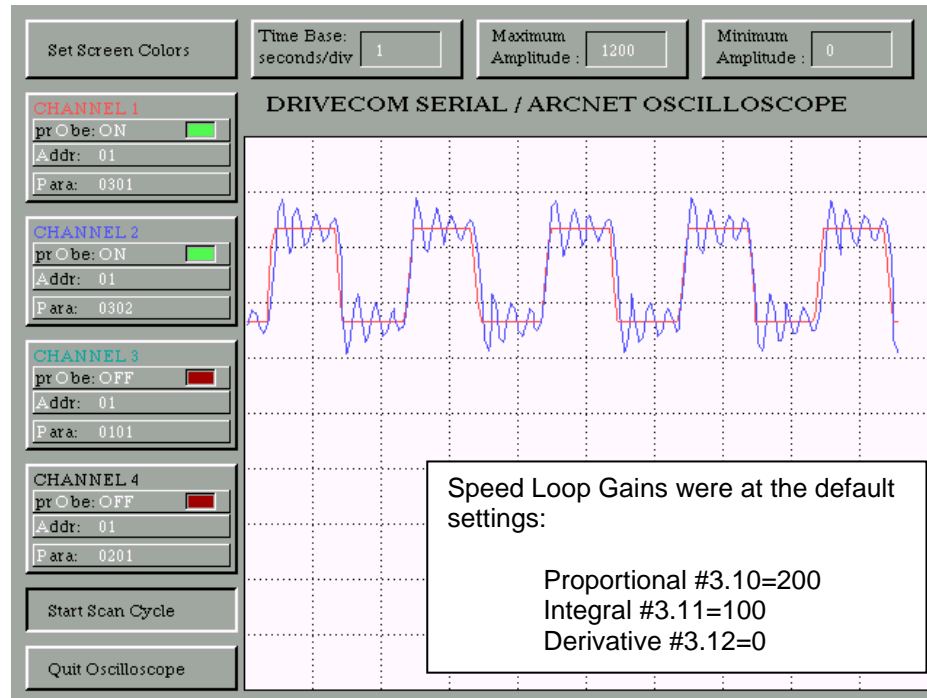 Set Screen Colors
Time Base:
seconds/div 1
Maximum
Amplitude : 1200
Minimum
Amplitude : 0
DRIVECOM SERIAL / ARCNET OSCILLOSCOPE
CHANNEL 1
prObe: ON
Addr: 01
Para: 0301
CHANNEL 2
prObe: ON
Addr: 01
Para: 0302
CHANNEL 3
prObe: OFF
Addr: 01
Para: 0101
CHANNEL 4
prObe: OFF
Addr: 01
Para: 0201
Start Scan Cycle
Quit Oscilloscope
Speed Loop Gains were at the default
settings:
Proportional #3.10=200
Integral #3.11=100
Derivative #3.12=0